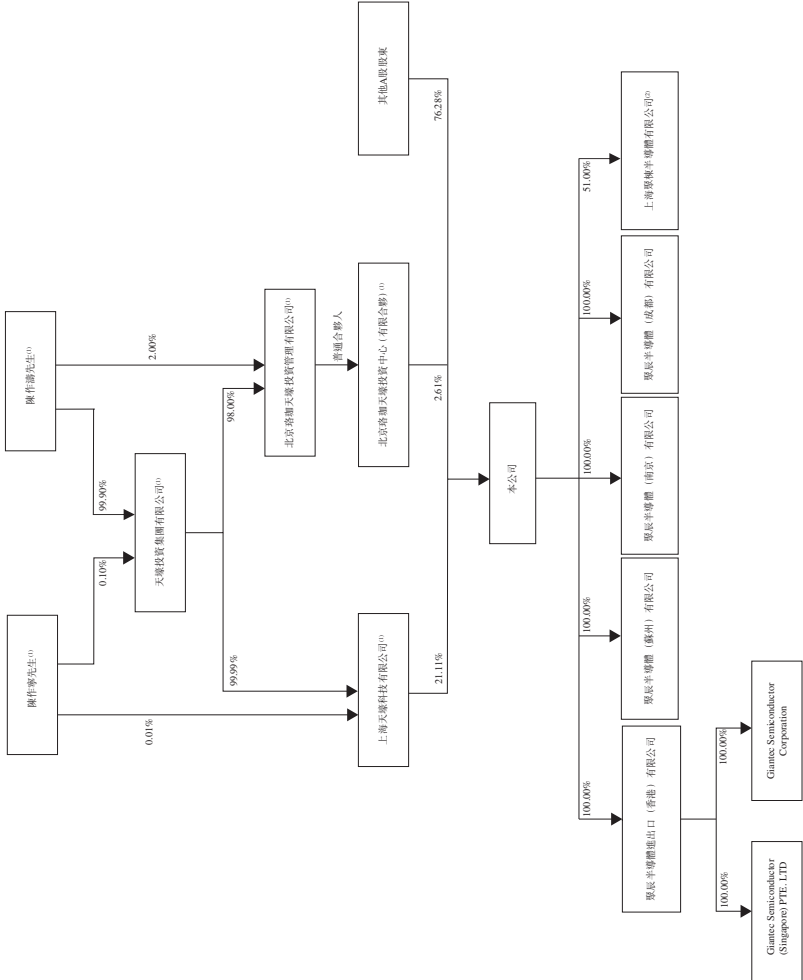 陳作寧先生⁽¹⁾
陳作濤先生⁽¹⁾
0.10%
99.90%
天壕投資集團有限公司⁽¹⁾
2.00%
0.01%
99.99%
98.00%
北京珞珈天壕投資管理有限公司⁽¹⁾
普通合夥人
上海天壕科技有限公司⁽¹⁾
北京珞珈天壕投資中心（有限合夥）⁽¹⁾
其他A股股東
21.11%
2.61%
76.28%
本公司
100.00%
100.00%
100.00%
100.00%
51.00%
聚辰半導體進出口（香港）有限公司
聚辰半導體（蘇州）有限公司
聚辰半導體（南京）有限公司
聚辰半導體（成都）有限公司
上海聚棟半導體有限公司⁽²⁾
100.00%
100.00%
Giantec Semiconductor
(Singapore) PTE. LTD
Giantec Semiconductor
Corporation